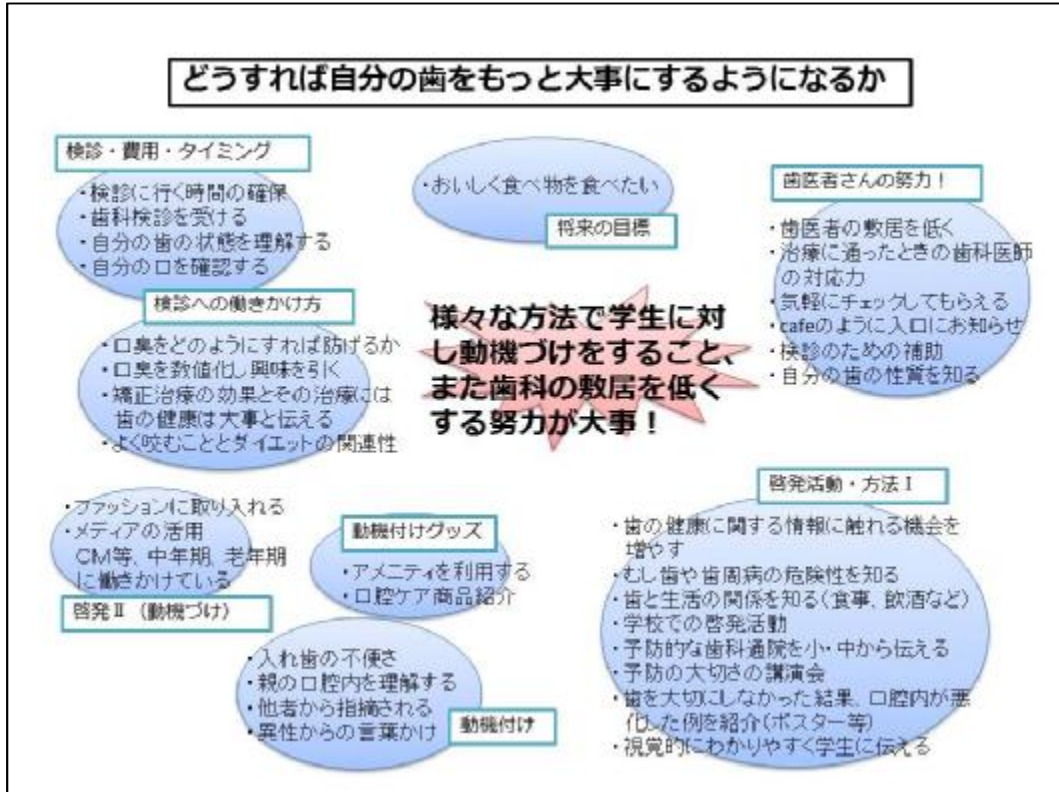 どうすれば自分の歯をもっと大事にするようになるか
検診・費用・タイミング
・検診に行く時間の確保
・歯科検診を受ける
・自分の歯の状態を理解する
・自分の口を確認する
・おいしく食べ物を食べたい
将来の目標
歯医者さんの努力！
・歯医者の敷居を低く
・治療に通ったときの歯科医師
の対応力
・気軽にチェックしてもらえる
・cafeのように入口にお知らせ
・検診のための補助
・自分の歯の性質を知る
検診への働きかけ方
・口臭をどのようにすれば防げるか
・口臭を数値化し興味を引く
・矯正治療の効果とその治療には
歯の健康は大事と伝える
・よく咬むこととダイエットの関連性
様々な方法で学生に対
し動機づけをすること、
また歯科の敷居を低く
する努力が大事！
・ファッションに取り入れる
・メディアの活用
CM等、中年期、老年期
に働きかけている
啓発Ⅱ（動機づけ）
動機付けグッズ
・アメニティを利用する
・口腔ケア商品紹介
・入れ歯の不便さ
・親の口腔内を理解する
・他者から指摘される
・異性からの言葉かけ
動機付け
啓発活動・方法Ⅰ
・歯の健康に関する情報に触れる機会を
増やす
・むし歯や歯周病の危険性を知る
・歯と生活の関係を知る（食事、飲酒など）
・学校での啓発活動
・予防的な歯科通院を小・中から伝える
・予防の大切さの講演会
・歯を大切にしなかった結果、口腔内が悪
化した例を紹介（ポスター等）
・視覚的にわかりやすく学生に伝える